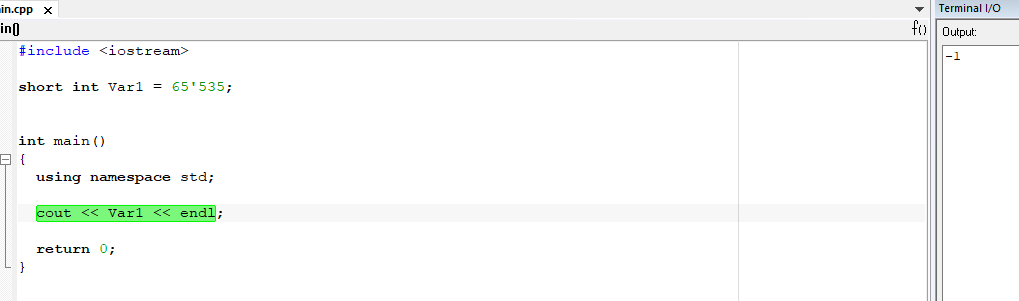 in.cpp x
Terminal I/O
in()
f()
Output:
#include <iostream>
-1
short int Var1 = 65'535;
int main()
{
using namespace std;
cout << Var1 << endl;
return 0;
}